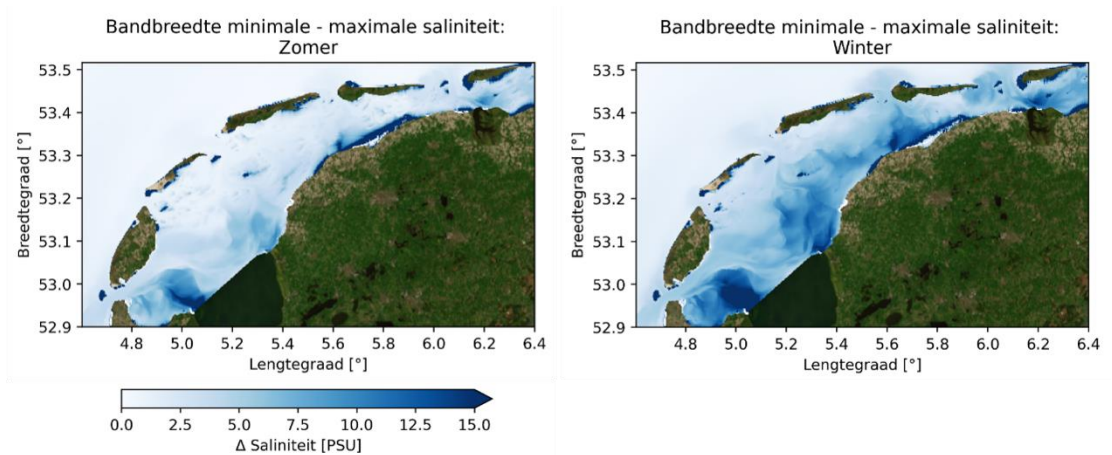 Bandbreedte minimale - maximale saliniteit:
Zomer
53.5
53.4
53.3
53.2
53.1
53.0
52.9
Breedtegraad [°]
4.8 5.0 5.2 5.4 5.6 5.8 6.0 6.2 6.4
Lengtegraad [°]
Bandbreedte minimale - maximale saliniteit:
Winter
53.5
53.4
53.3
53.2
53.1
53.0
52.9
Breedtegraad [°]
4.8 5.0 5.2 5.4 5.6 5.8 6.0 6.2 6.4
Lengtegraad [°]
0.0 2.5 5.0 7.5 10.0 12.5 15.0
Δ Saliniteit [PSU]